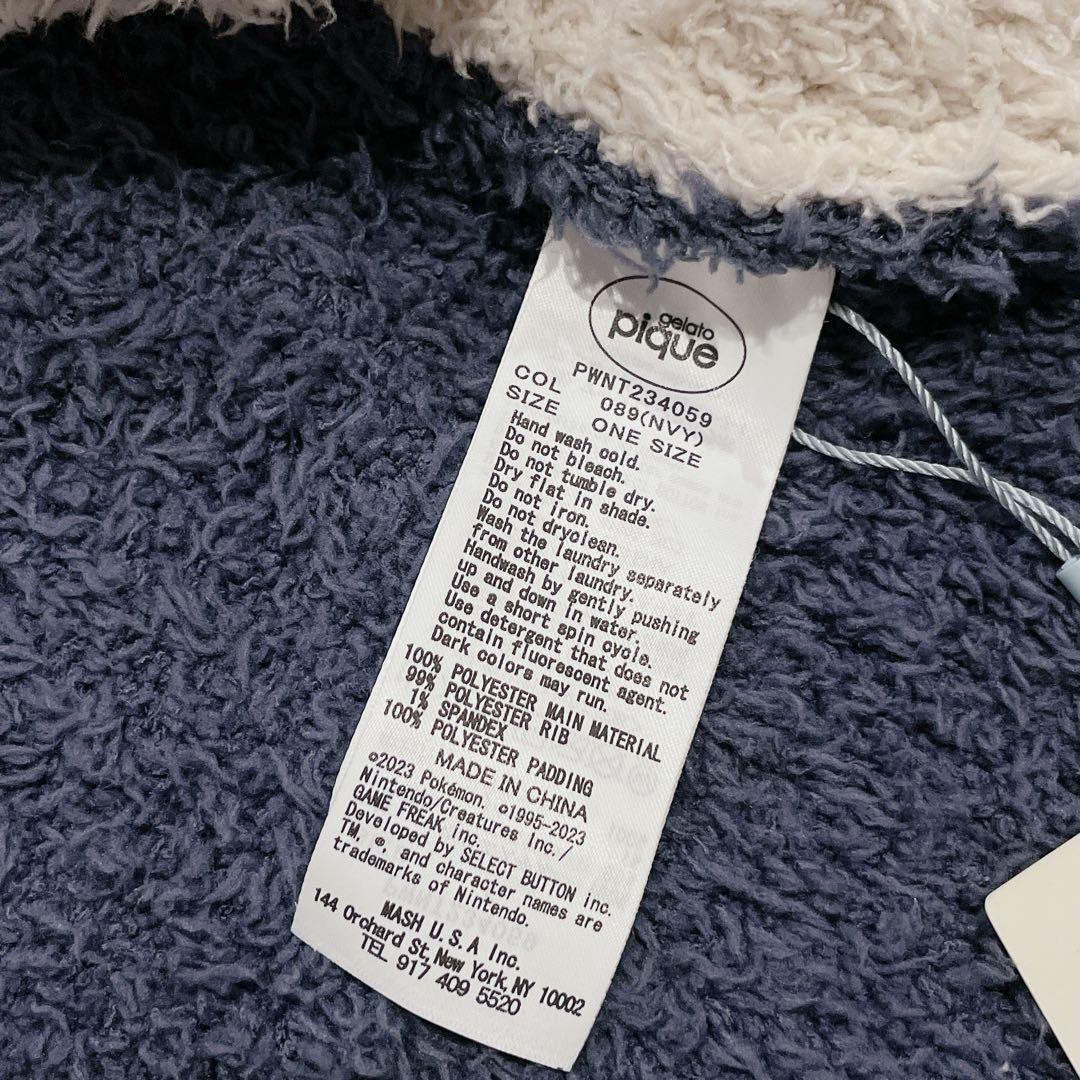 gelato
pique
PWNT234059
COL 089(NVY)
SIZE ONE SIZE
Hand wash cold.
Do not bleach.
Do not tumble dry.
Dry flat in shade.
Do not iron.
Do not dryclean.
Wash the laundry separately
from other laundry.
Handwash by gently pushing
up and down in water.
Use a short spin cycle.
Use detergent that does not
contain fluorescent agent.
Dark colors may run.
100% POLYESTER MAIN MATERIAL
99% POLYESTER RIB
1% SPANDEX
100% POLYESTER PADDING
MADE IN CHINA
©2023 Pokémon. ©1995-2023
Nintendo/Creatures Inc./
GAME FREAK inc.
Developed by SELECT BUTTON inc.
TM, ®, and character names are
trademarks of Nintendo.
MASH U.S.A Inc.
144 Orchard St, New York, NY 10002
TEL 917 409 5520